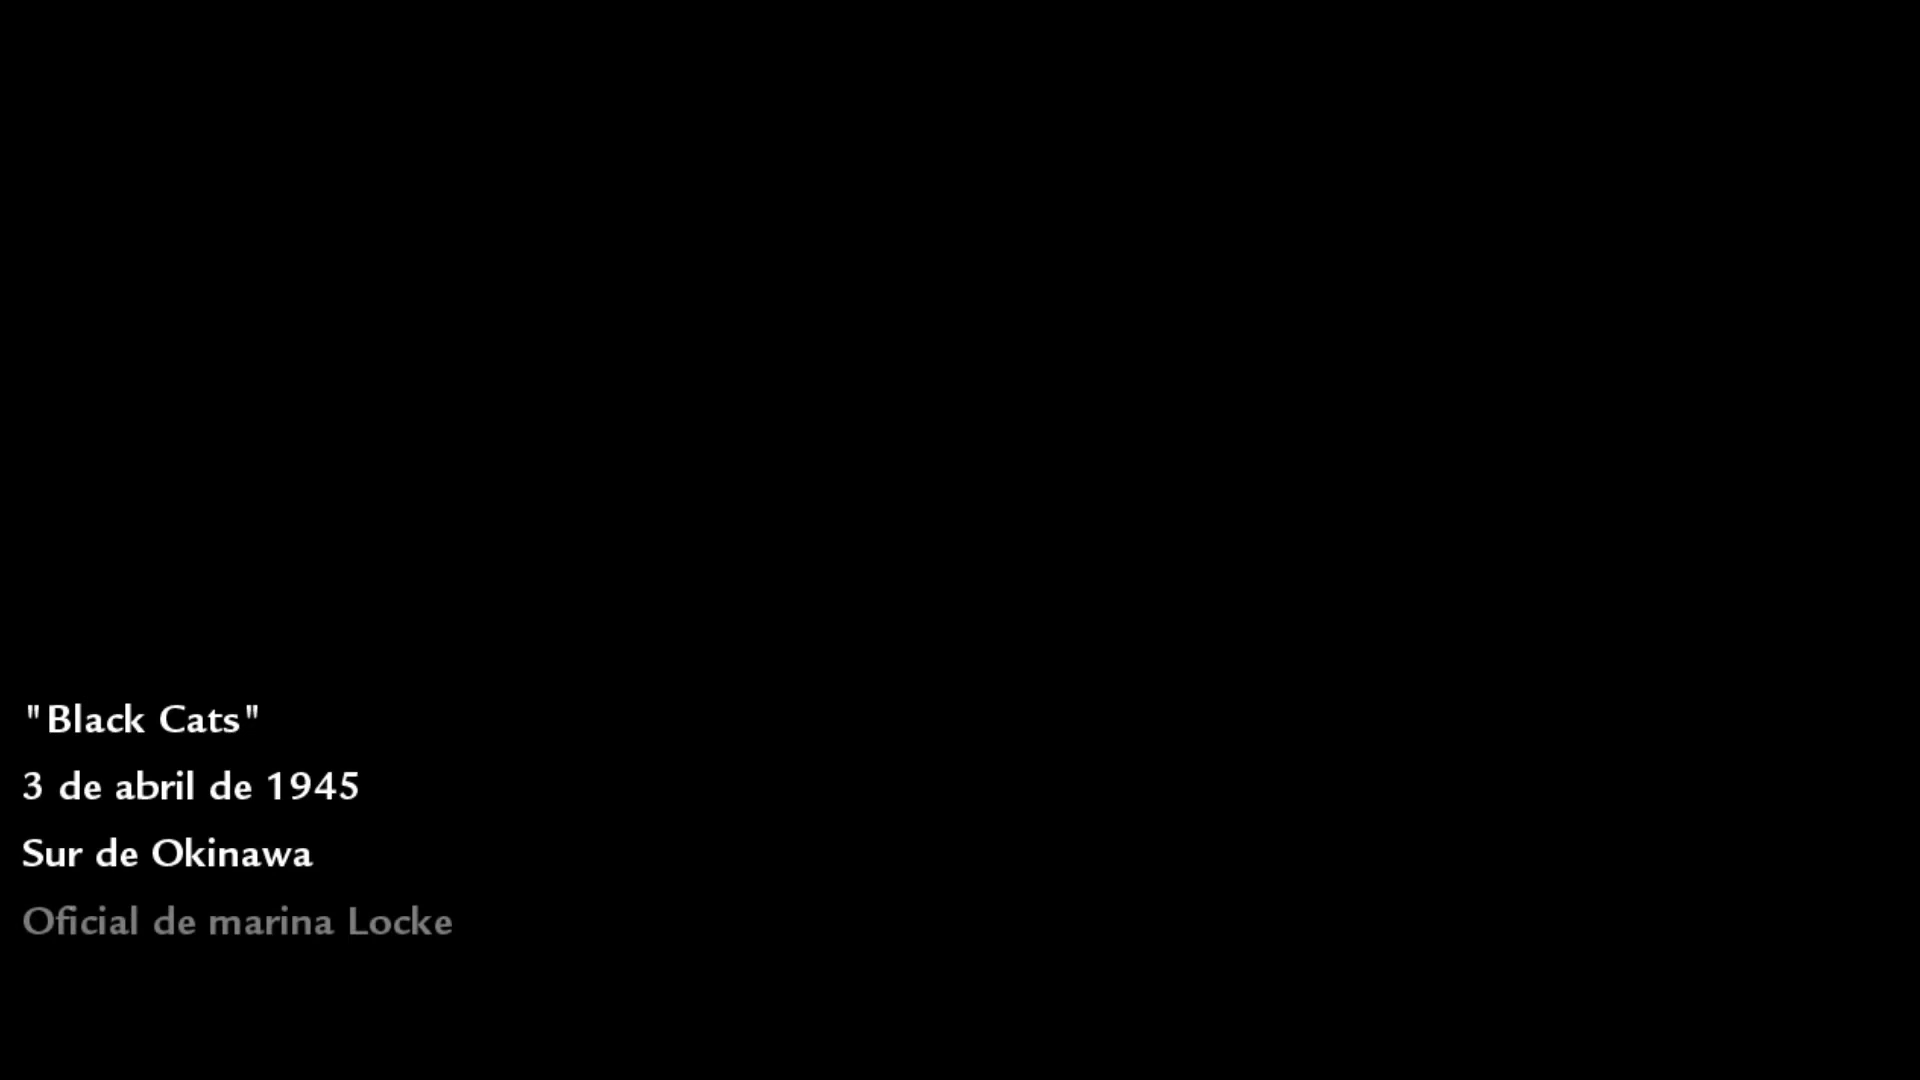 "Black Cats"
3 de abril de 1945
Sur de Okinawa
Oficial de marina Locke